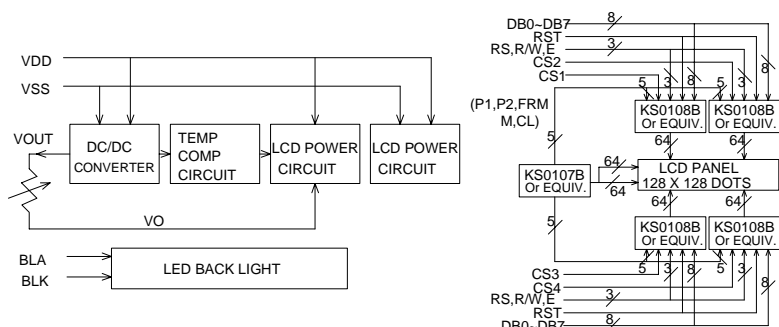 VDD
VSS
VOUT
DC/DC
CONVERTER
TEMP
COMP
CIRCUIT
LCD POWER
CIRCUIT
LCD POWER
CIRCUIT
VO
BLA
BLK
LED BACK LIGHT
DB0~DB7
8
RST
RS,R/W,E
3
CS2
CS1
8
5
3
8
3
5
8
(P1,P2,FRM
M,CL)
KS0108B
Or EQUIV.
KS0108B
Or EQUIV.
5
64
64
KS0107B
Or EQUIV.
64
64
LCD PANEL
128 X 128 DOTS
64
64
5
KS0108B
Or EQUIV.
KS0108B
Or EQUIV.
5
3
8
5
3
8
CS3
CS4
RS,R/W,E
3
RST
DB0~DB7
8